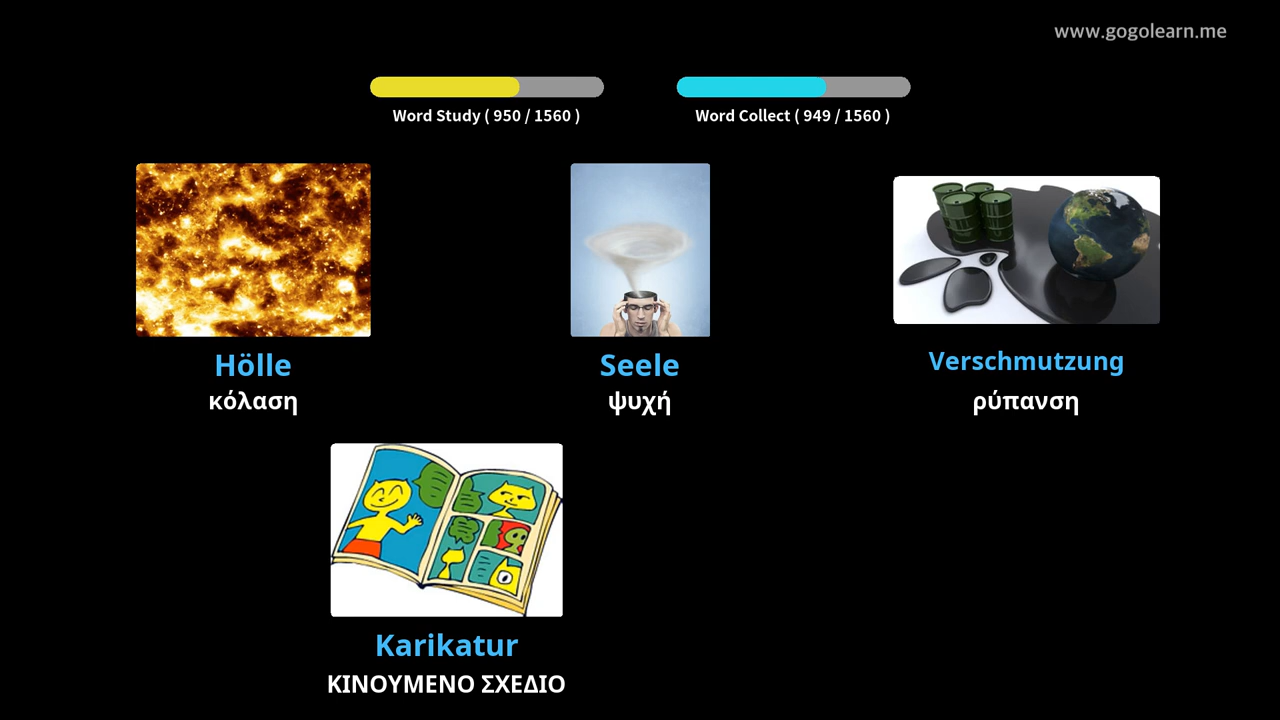 www.gogolearn.me
Word Study ( 950 / 1560 )
Word Collect ( 949 / 1560 )
Hölle
κόλαση
Seele
ψυχή
Verschmutzung
ρύπανση
Karikatur
ΚΙΝΟΥΜΕΝΟ ΣΧΕΔΙΟ